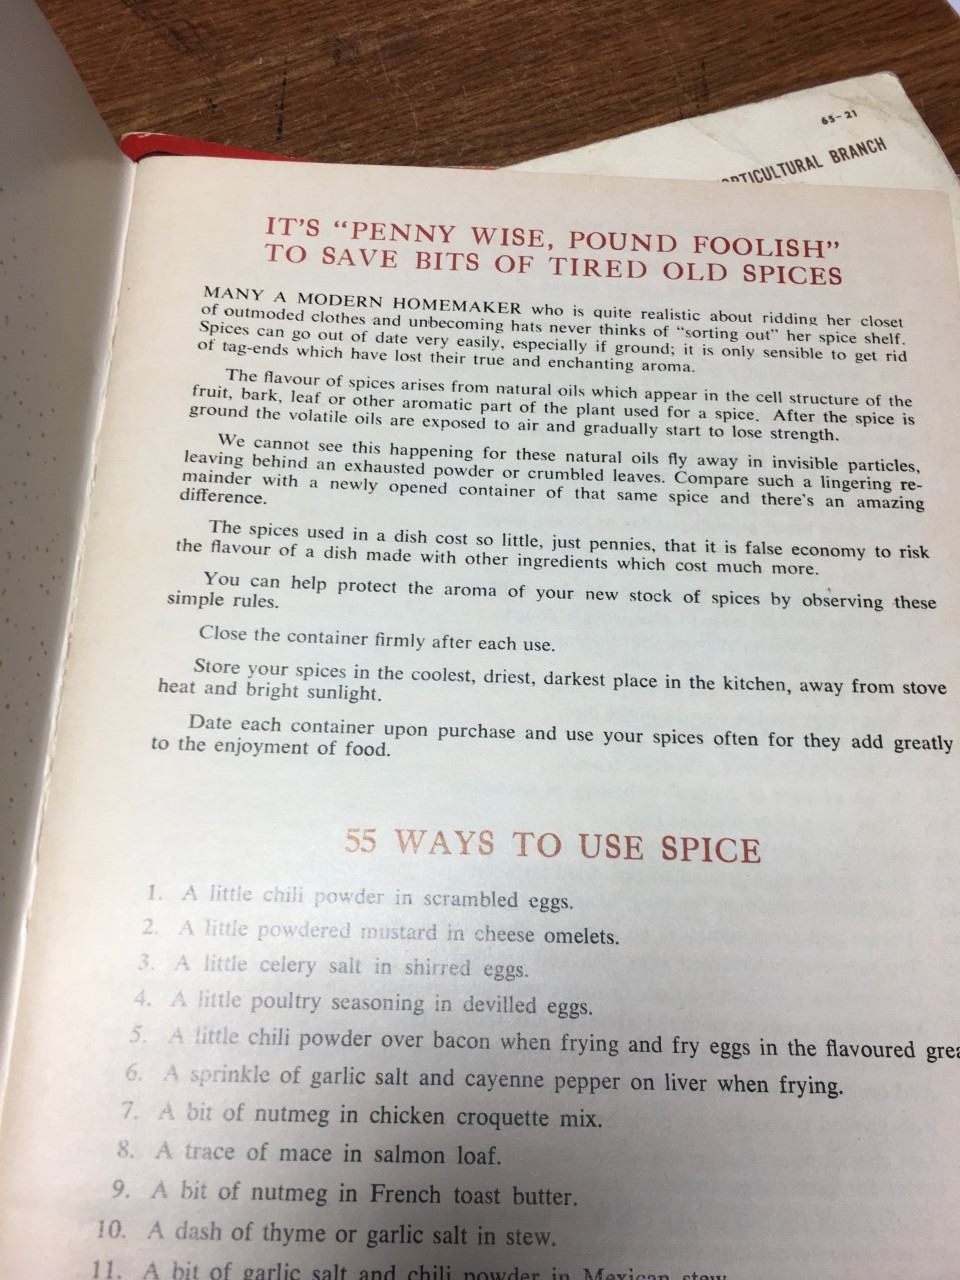 65-21
HORTICULTURAL BRANCH
IT'S "PENNY WISE, POUND FOOLISH"
TO SAVE BITS OF TIRED OLD SPICES
MANY A MODERN HOMEMAKER who is quite realistic about ridding her closet
of outmoded clothes and unbecoming hats never thinks of "sorting out" her spice shelf.
Spices can go out of date very easily, especially if ground; it is only sensible to get rid
of tag-ends which have lost their true and enchanting aroma.
The flavour of spices arises from natural oils which appear in the cell structure of the
fruit, bark, leaf or other aromatic part of the plant used for a spice. After the spice is
ground the volatile oils are exposed to air and gradually start to lose strength.
We cannot see this happening for these natural oils fly away in invisible particles,
leaving behind an exhausted powder or crumbled leaves. Compare such a lingering re-
mainder with a newly opened container of that same spice and there's an amazing
difference.
The spices used in a dish cost so little, just pennies, that it is false economy to risk
the flavour of a dish made with other ingredients which cost much more.
You can help protect the aroma of your new stock of spices by observing these
simple rules.
Close the container firmly after each use.
Store your spices in the coolest, driest, darkest place in the kitchen, away from stove
heat and bright sunlight.
Date each container upon purchase and use your spices often for they add greatly
to the enjoyment of food.
55 WAYS TO USE SPICE
1. A little chili powder in scrambled eggs.
2. A little powdered mustard in cheese omelets.
3. A little celery salt in shirred eggs.
4. A little poultry seasoning in devilled eggs.
5. A little chili powder over bacon when frying and fry eggs in the flavoured grea
6. A sprinkle of garlic salt and cayenne pepper on liver when frying.
7. A bit of nutmeg in chicken croquette mix.
8. A trace of mace in salmon loaf.
9. A bit of nutmeg in French toast butter.
10. A dash of thyme or garlic salt in stew.
11. A bit of garlic salt and chili powder in Mexican stew